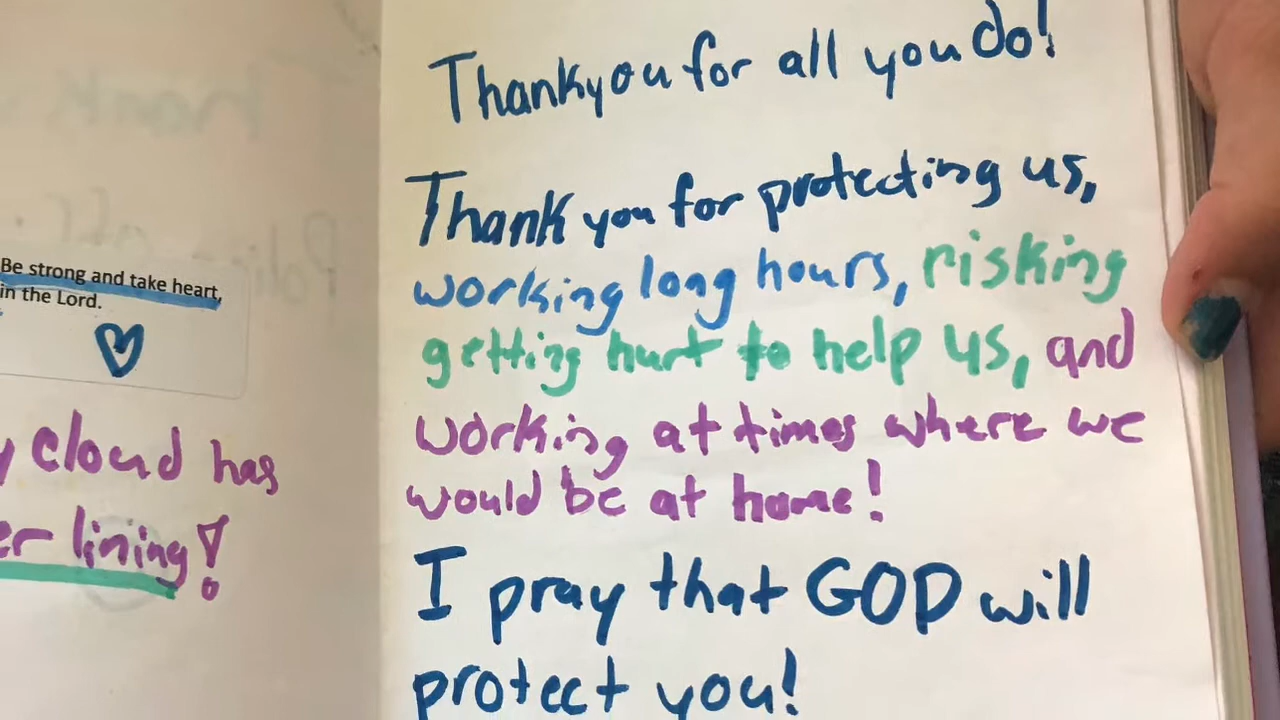 Be strong and take heart,
in the Lord.
cloud has
lining!
Thankyou for all you do!
Thank you for protecting us,
working long hours, risking
getting hurt to help us, and
working at times where we
would be at home!
I pray that GOD will
protect you!